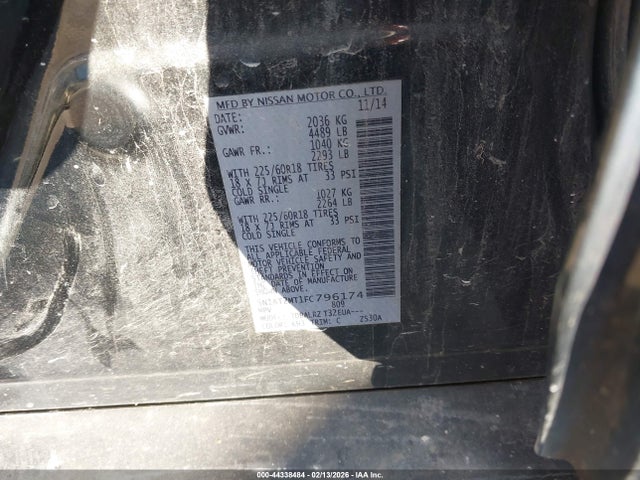 MFD BY NISSAN MOTOR CO., LTD.
DATE: 11/14
GVWR: 2036 KG
4489 LB
GAWR FR.: 1040 KG
2293 LB
WITH 225/60R18 TIRES
18 X 7J RIMS AT 33 PSI
COLD SINGLE
GAWR RR.: 1027 KG
2264 LB
WITH 225/60R18 TIRES
18 X 7J RIMS AT 33 PSI
COLD SINGLE
THIS VEHICLE CONFORMS TO
ALL APPLICABLE FEDERAL
MOTOR VEHICLE SAFETY AND
THEFT PREVENTION
STANDARDS IN EFFECT ON
THE DATE OF MANUFACTURE
ABOVE.
FC796174
809
TRIM: C ZS30A
000-44338484 - 02/13/2026 - IAA Inc.